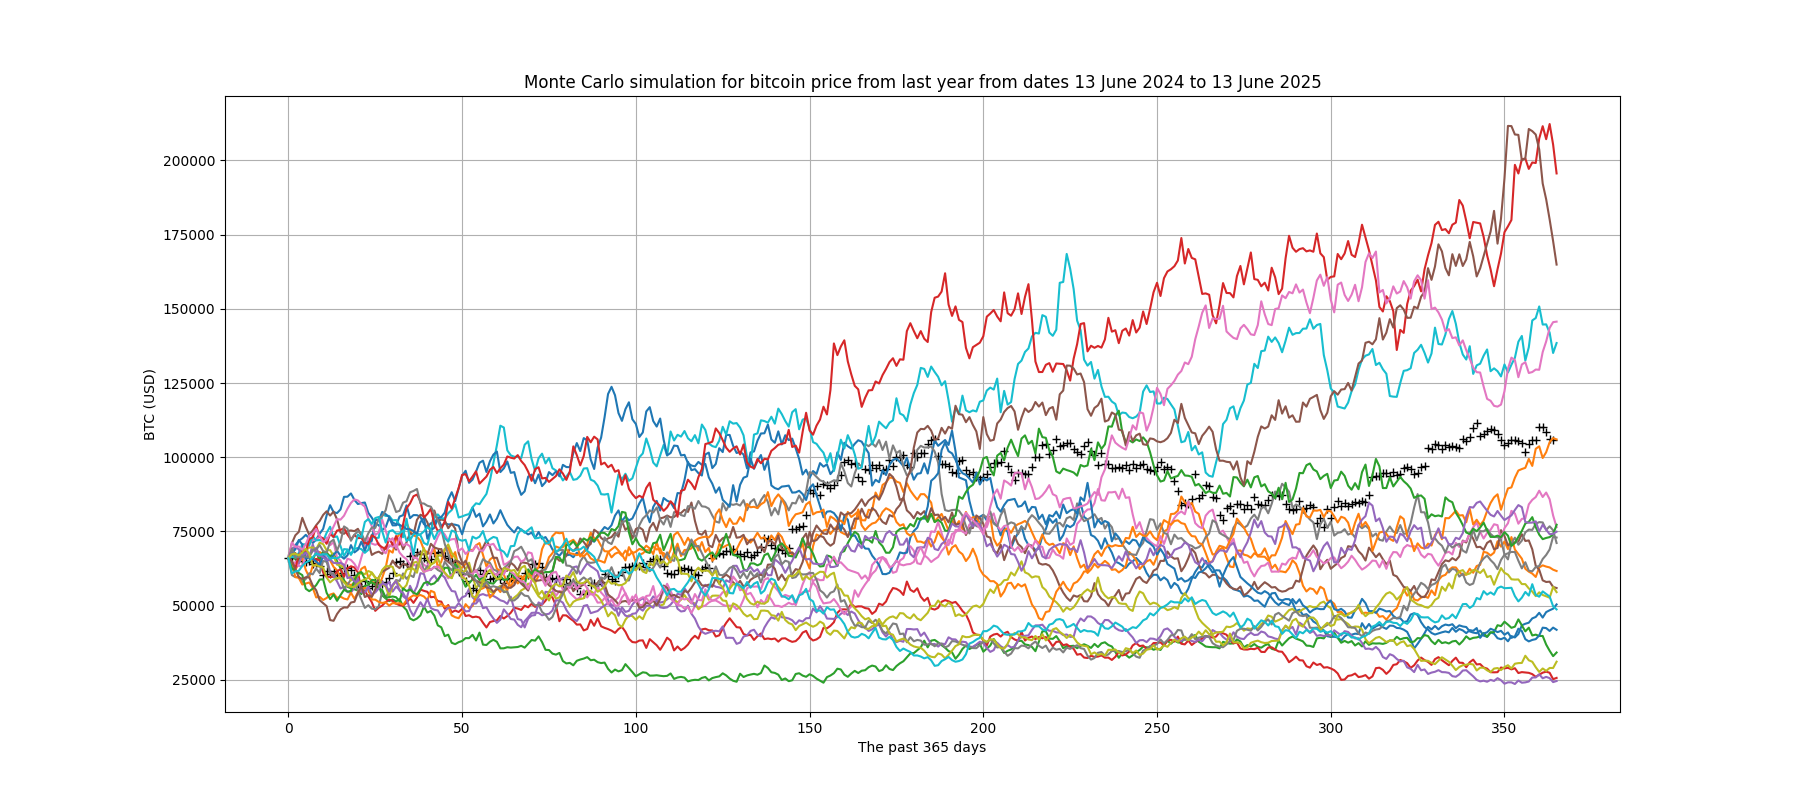 Monte Carlo simulation for bitcoin price from last year from dates 13 June 2024 to 13 June 2025
200000
175000
150000
125000
100000
75000
50000
25000
BTC (USD)
0 50 100 150 200 250 300 350
The past 365 days